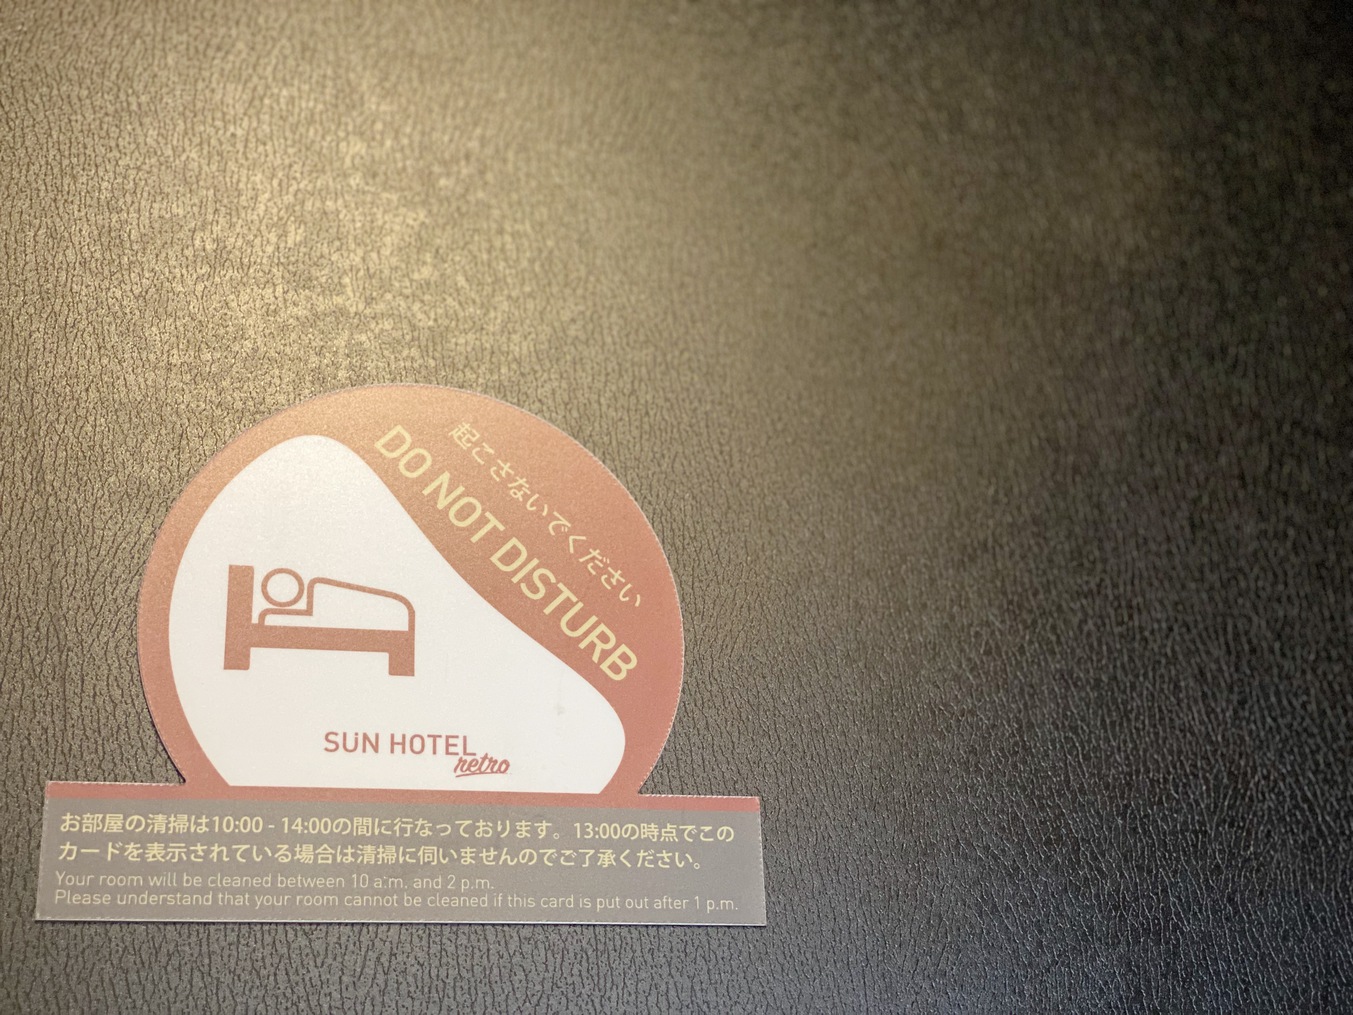 起こさないでください
DO NOT DISTURB
SUN HOTEL
retro
お部屋の清掃は10:00 - 14:00の間に行なっております。13:00の時点でこの
カードを表示されている場合は清掃に伺いませんのでご了承ください。
Your room will be cleaned between 10 a.m. and 2 p.m.
Please understand that your room cannot be cleaned if this card is put out after 1 p.m.